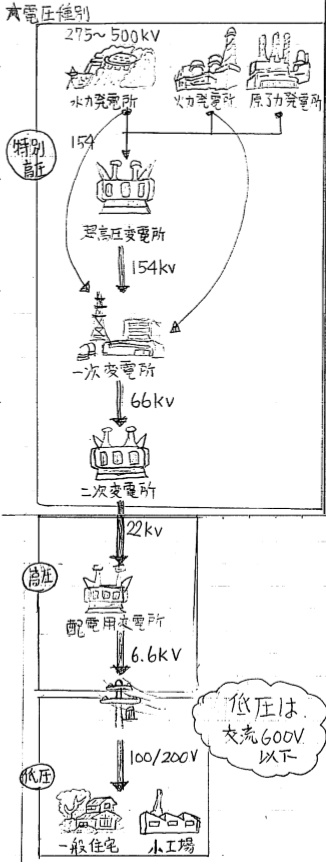 電圧種別
275~500kV
水力発電所
火力発電所
原子力発電所
特別
高圧
154
超高圧変電所
154kV
一次変電所
66kV
二次変電所
22kV
高圧
配電用変電所
6.6kV
低圧は
交流600V
以下
100/200V
低圧
一般住宅
小工場